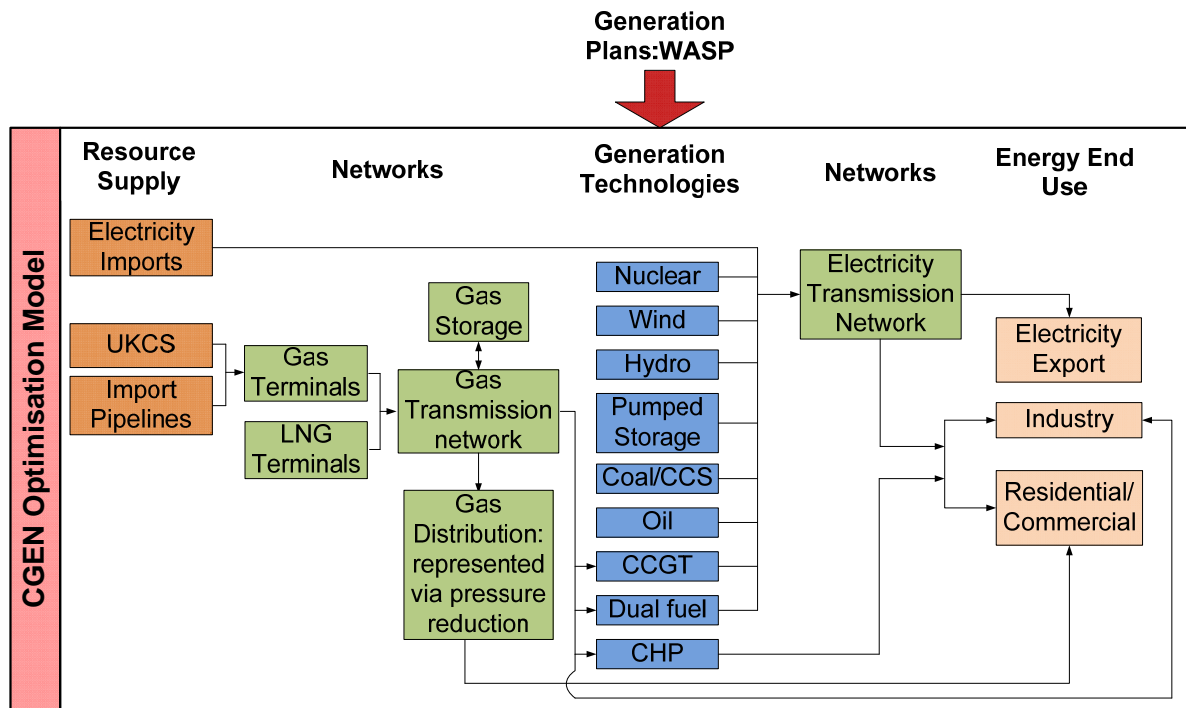 Generation
Plans:WASP
CGEN Optimisation Model
Resource
Supply
Networks
Generation
Technologies
Networks
Energy End
Use
Electricity
Imports
UKCS
Import
Pipelines
Gas
Terminals
LNG
Terminals
Gas
Storage
Gas
Transmission
network
Gas
Distribution:
represented
via pressure
reduction
Nuclear
Wind
Hydro
Pumped
Storage
Coal/CCS
Oil
CCGT
Dual fuel
CHP
Electricity
Transmission
Network
Electricity
Export
Industry
Residential/
Commercial